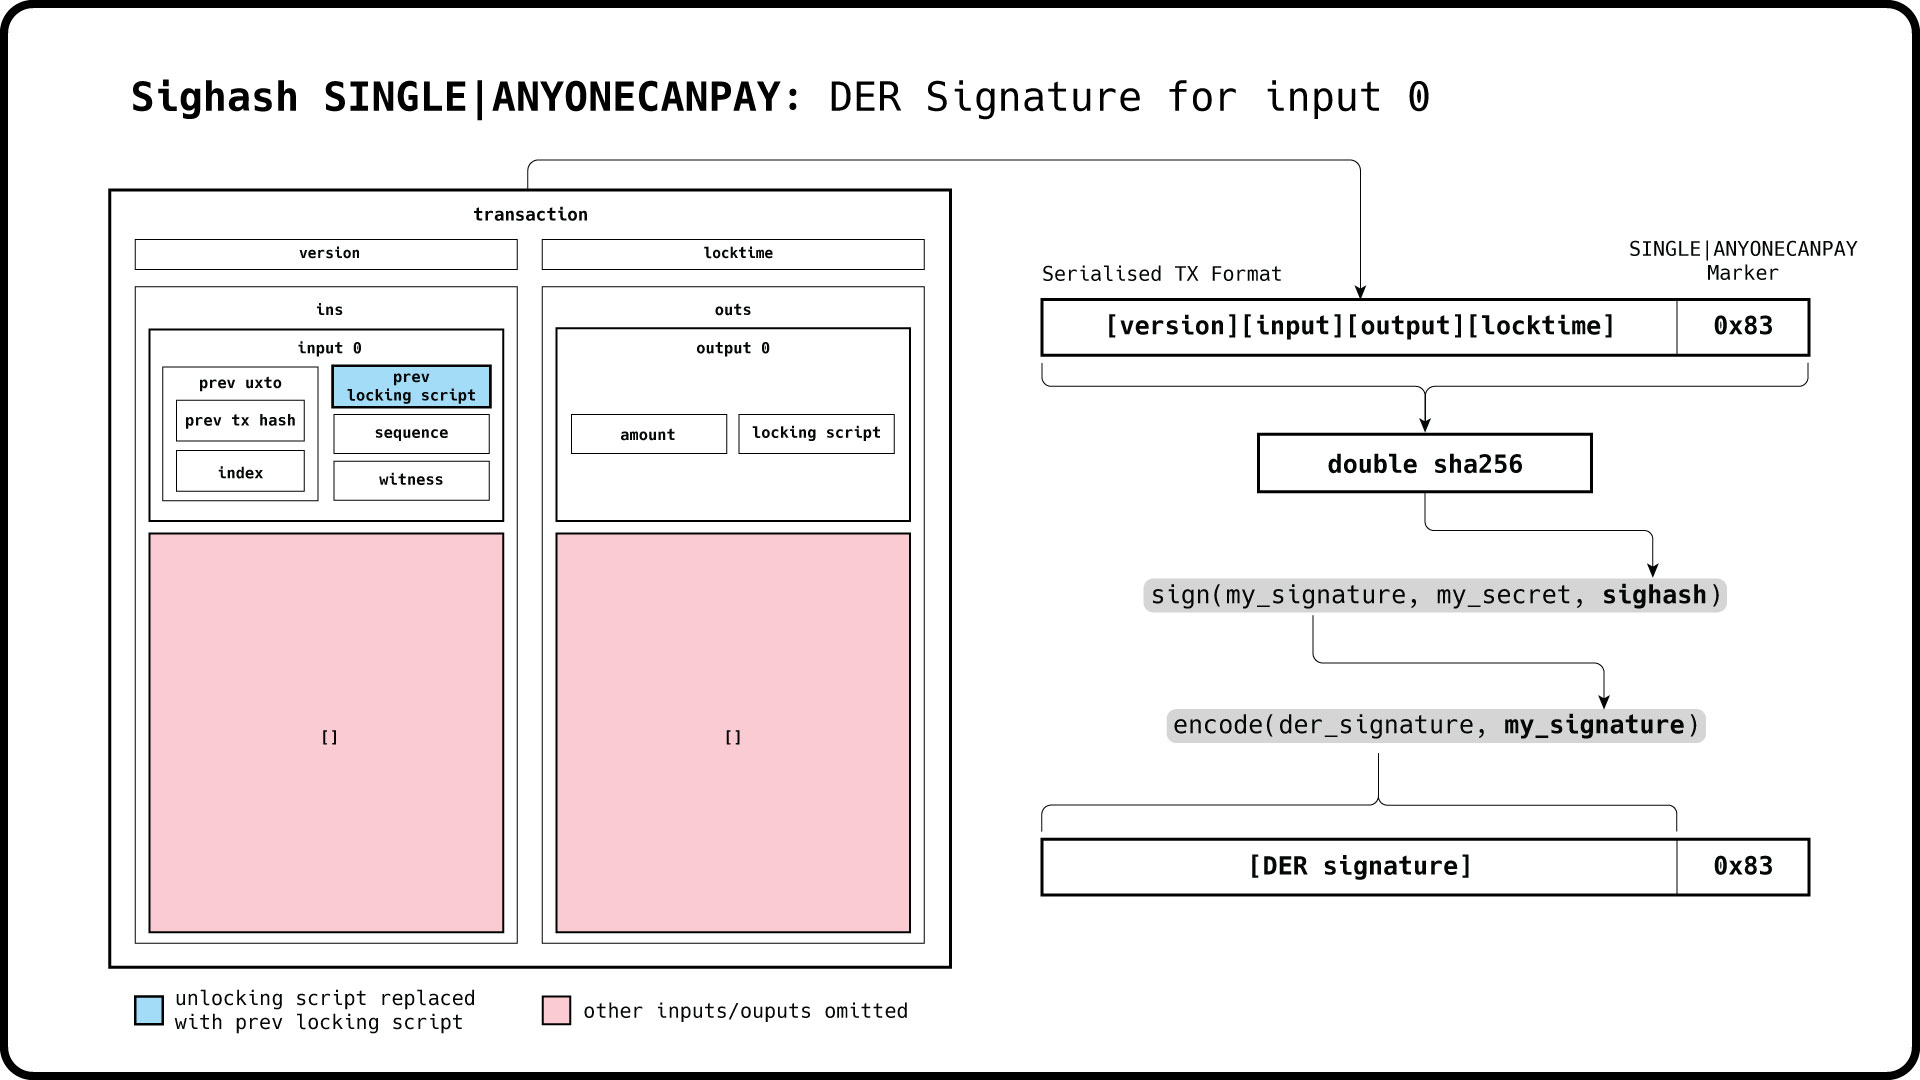 Sighash SINGLE|ANYONECANPAY: DER Signature for input 0
transaction
version
locktime
ins
input 0
prev uxto
prev tx hash
index
prev
locking script
sequence
witness
[]
outs
output 0
amount
locking script
[]
unlocking script replaced
with prev locking script
other inputs/ouputs omitted
Serialised TX Format
SINGLE|ANYONECANPAY
Marker
[version][input][output][locktime]
0x83
double sha256
sign(my_signature, my_secret, sighash)
encode(der_signature, my_signature)
[DER signature]
0x83